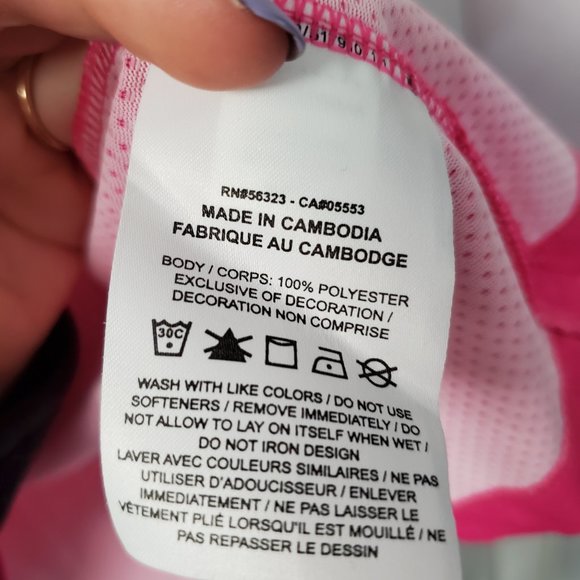 RN#56323 - CA#05553
MADE IN CAMBODIA
FABRIQUE AU CAMBODGE
BODY / CORPS: 100% POLYESTER
EXCLUSIVE OF DECORATION /
DECORATION NON COMPRISE
30C
WASH WITH LIKE COLORS / DO NOT USE
SOFTENERS / REMOVE IMMEDIATELY / DO
NOT ALLOW TO LAY ON ITSELF WHEN WET /
DO NOT IRON DESIGN
LAVER AVEC COULEURS SIMILAIRES / NE PAS
UTILISER D'ADOUCISSEUR / ENLEVER
IMMEDIATEMENT / NE PAS LAISSER LE
VÊTEMENT PLIÉ LORSQU'IL EST MOUILLÉ / NE
PAS REPASSER LE DESSIN